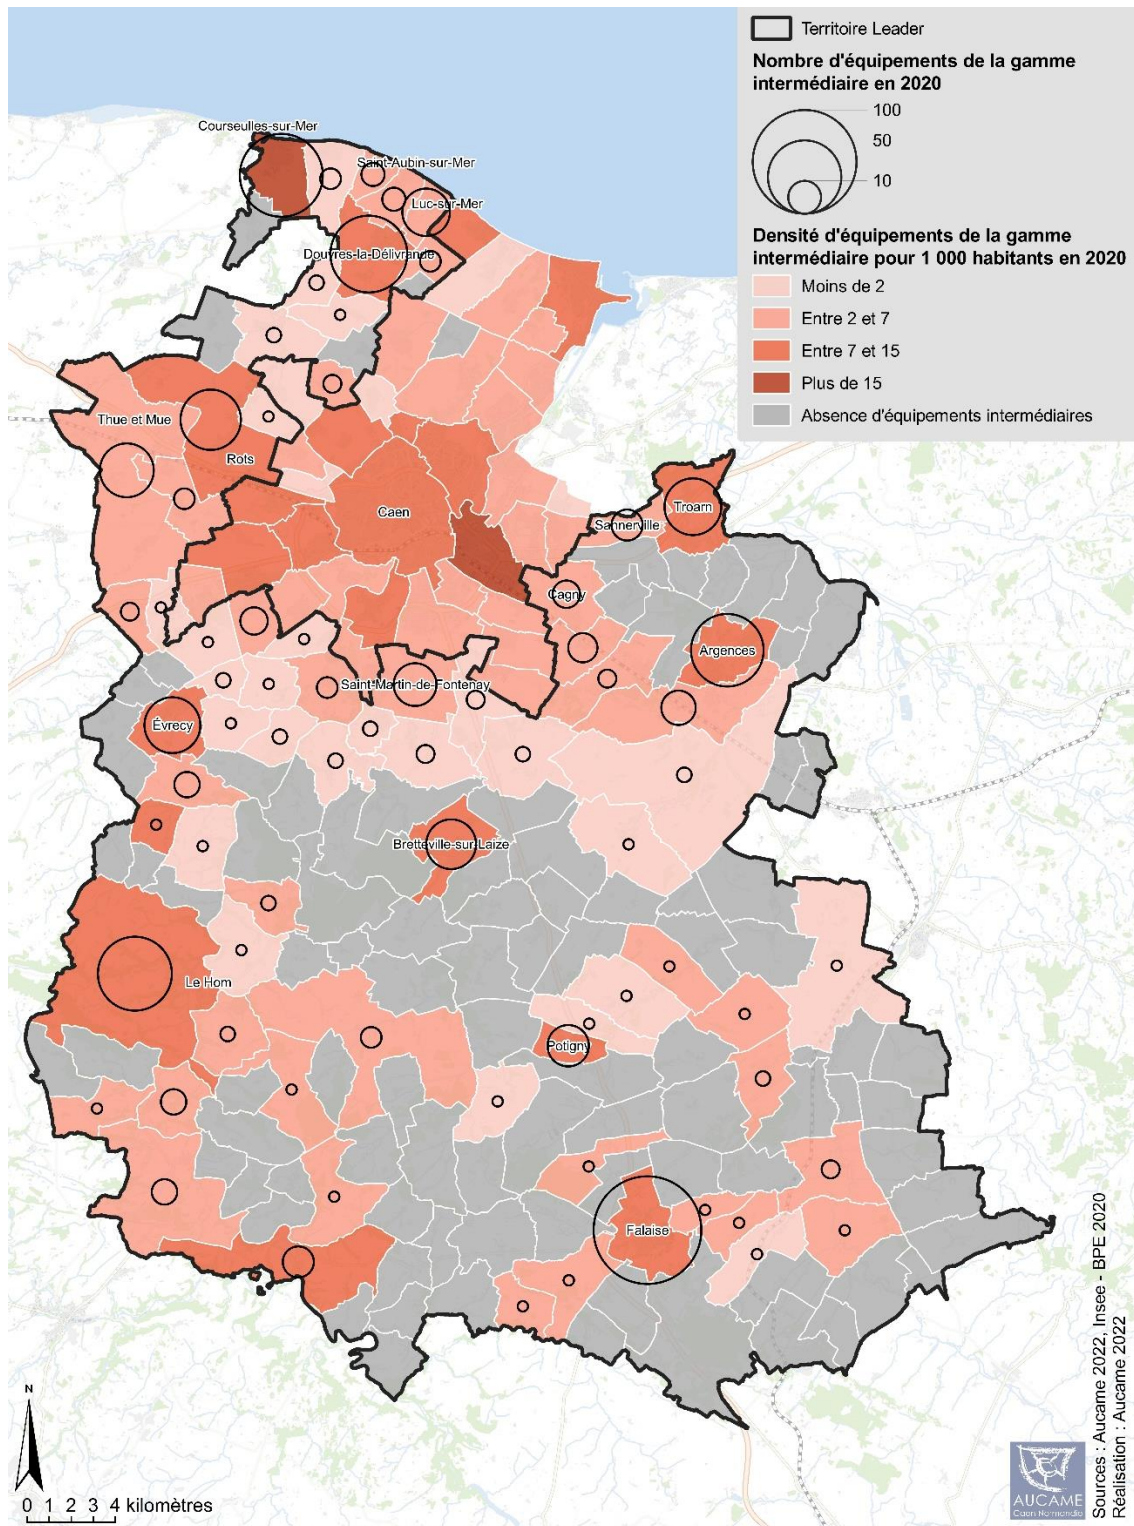 Territoire Leader
Nombre d'équipements de la gamme
intermédiaire en 2020
100
50
10
Densité d'équipements de la gamme
intermédiaire pour 1 000 habitants en 2020
Moins de 2
Entre 2 et 7
Entre 7 et 15
Plus de 15
Absence d'équipements intermédiaires
Courseulles-sur-Mer
Saint-Aubin-sur-Mer
Luc-sur-Mer
Douvres-la-Délivrande
Thue et Mue
Rots
Caen
Troarn
Sannerville
Cagny
Argences
Saint-Martin-de-Fontenay
Évrecy
Bretteville-sur-Laize
Le Hom
Potigny
Falaise
N
0 1 2 3 4 kilomètres
AUCAME
Caen Normandie
Sources : Aucame 2022, Insee - BPE 2020
Réalisation : Aucame 2022